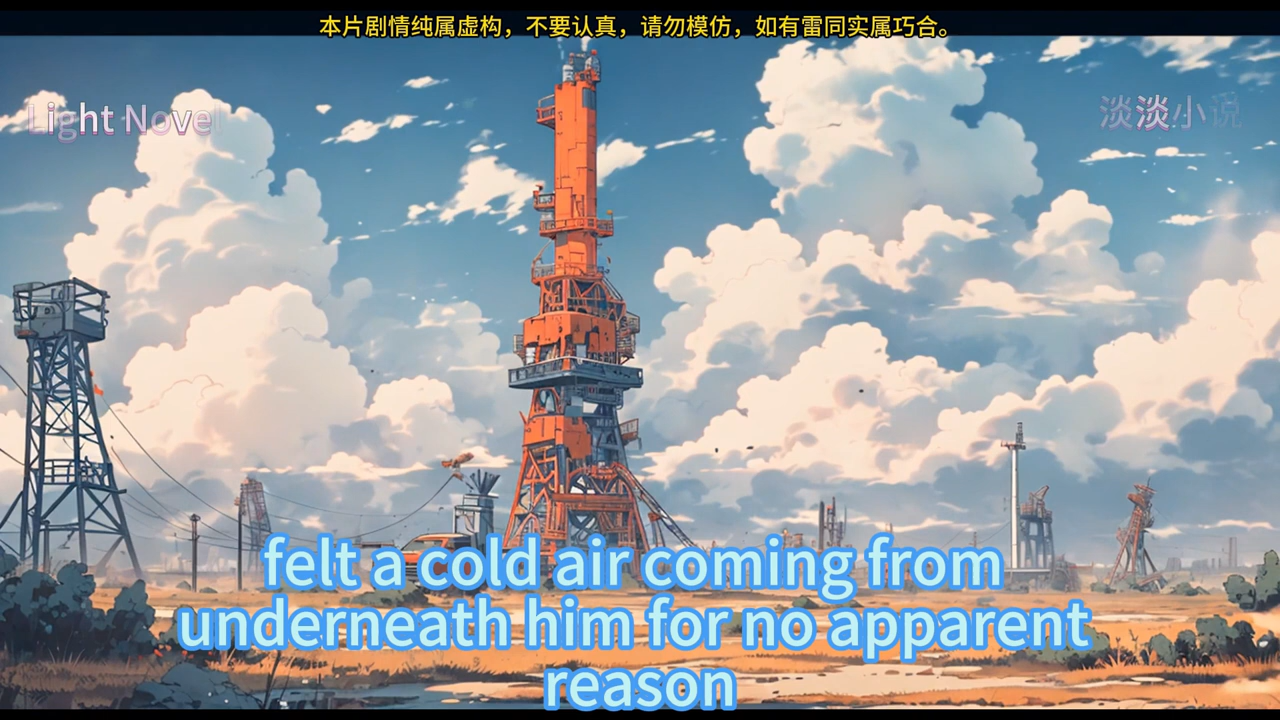 本片剧情纯属虚构，不要认真，请勿模仿，如有雷同实属巧合。
Light Novel
淡淡小说
felt a cold air coming from
underneath him for no apparent
reason